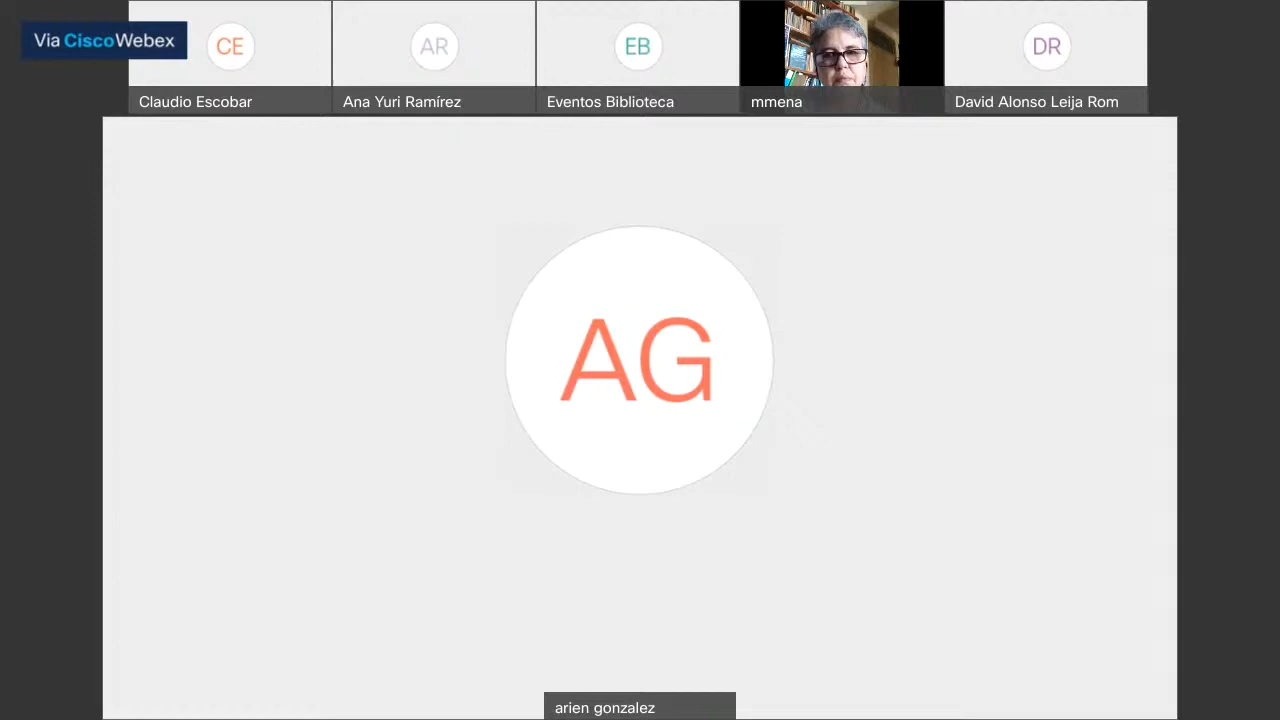 Vía CiscoWebex
CE
AR
EB
DR
Claudio Escobar
Ana Yuri Ramírez
Eventos Biblioteca
mmena
David Alonso Leija Rom
AG
arien gonzalez